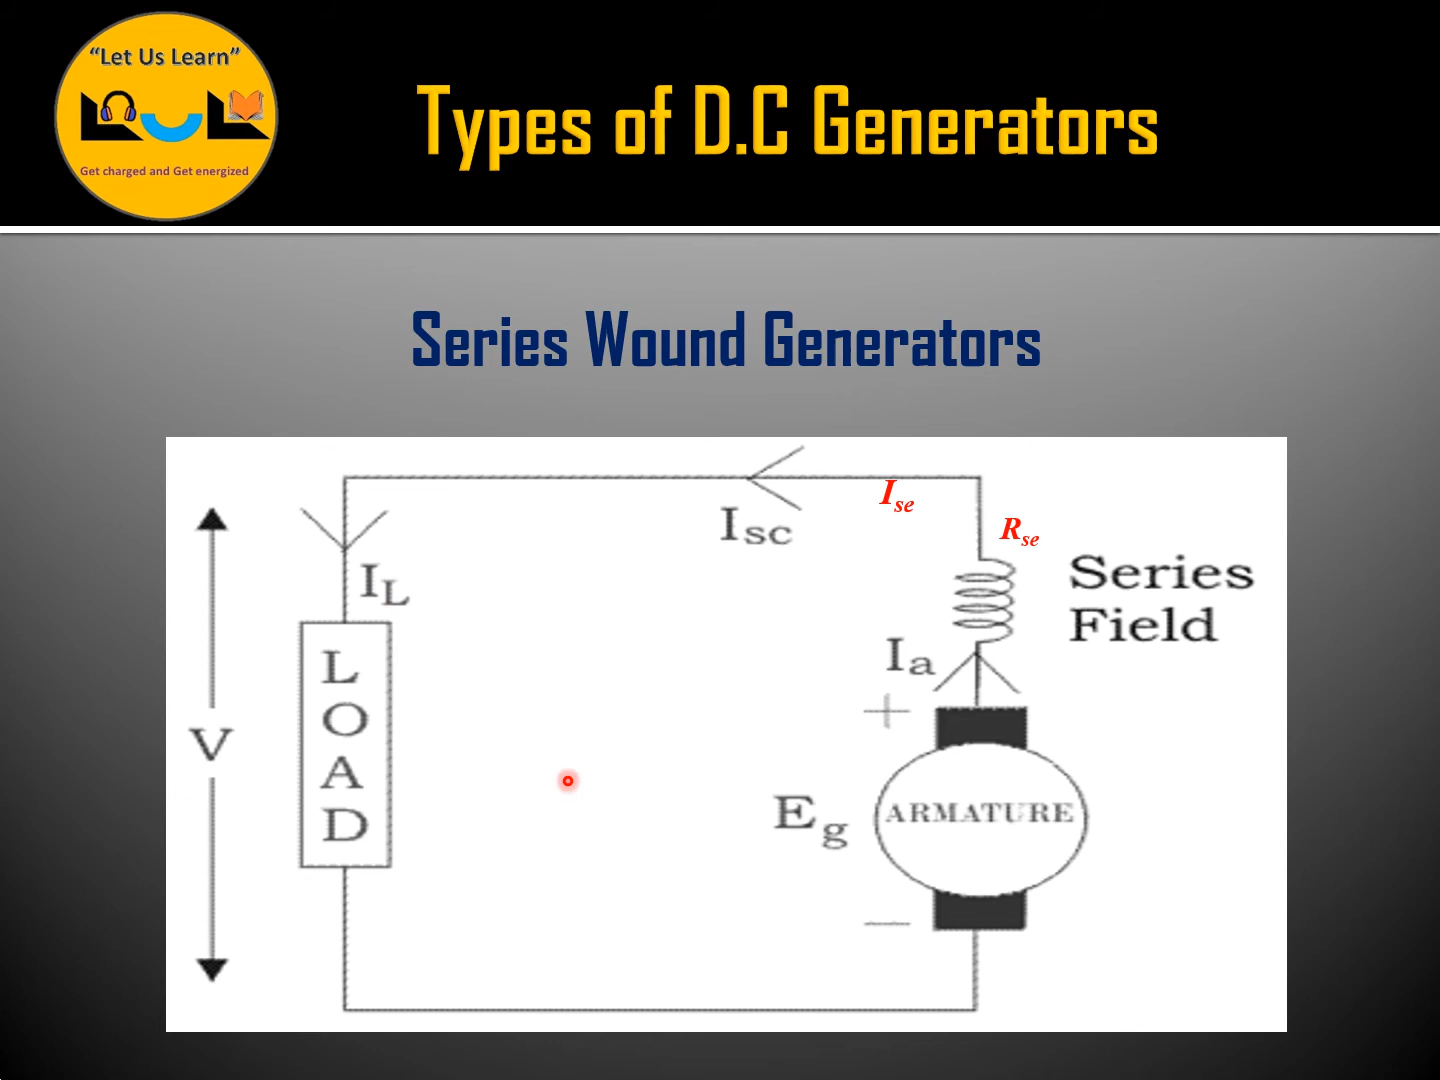 “Let Us Learn”
Get charged and Get energized
Types of D.C Generators
Series Wound Generators
Isc
Ise
Rse
IL
Series
Field
Ia
L
O
A
D
+
V
Eg
ARMATURE
—